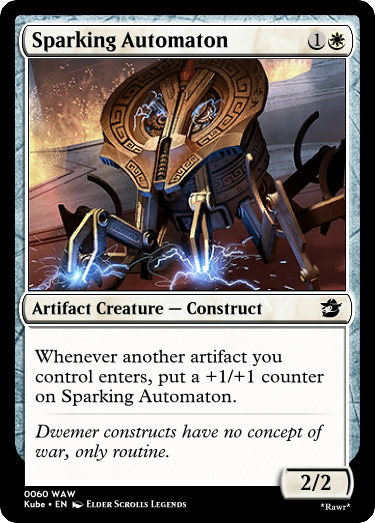 Sparking Automaton 1
Artifact Creature — Construct
Whenever another artifact you
control enters, put a +1/+1 counter
on Sparking Automaton.
Dwemer constructs have no concept of
war, only routine.
2/2
0060 WAW
Kube • EN Elder Scrolls Legends
*Rawr*